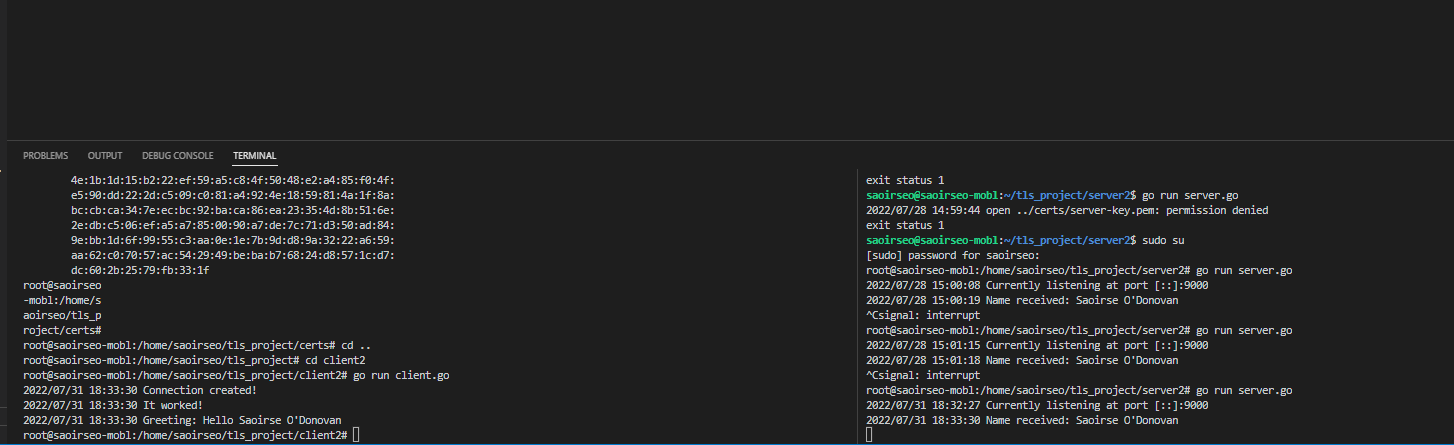 PROBLEMS OUTPUT DEBUG CONSOLE TERMINAL
4e:1b:1d:15:b2:22:ef:59:a5:c8:4f:50:48:e2:a4:85:f0:4f:
e5:90:dd:22:2d:c5:09:c0:81:a4:92:4e:18:59:81:4a:1f:8a:
bc:cb:ca:34:7e:ec:bc:92:ba:ca:86:ea:23:35:4d:8b:51:6e:
2e:db:c5:06:ef:a5:a7:85:00:90:a7:de:7c:71:d3:50:ad:84:
9e:bb:1d:6f:99:55:c3:aa:0e:1e:7b:9d:d8:9a:32:22:a6:59:
aa:62:c0:70:57:ac:54:29:49:be:ba:b7:68:24:d8:57:1c:d7:
dc:60:2b:25:79:fb:33:1f
root@saoirseo
-mobl:/home/s
aoirseo/tls_p
roject/certs#
root@saoirseo-mobl:/home/saoirseo/tls_project/certs# cd ..
root@saoirseo-mobl:/home/saoirseo/tls_project# cd client2
root@saoirseo-mobl:/home/saoirseo/tls_project/client2# go run client.go
2022/07/31 18:33:30 Connection created!
2022/07/31 18:33:30 It worked!
2022/07/31 18:33:30 Greeting: Hello Saoirse O'Donovan
root@saoirseo-mobl:/home/saoirseo/tls_project/client2#
exit status 1
saoirseo@saoirseo-mobl:~/tls_project/server2$ go run server.go
2022/07/28 14:59:44 open ../certs/server-key.pem: permission denied
exit status 1
saoirseo@saoirseo-mobl:~/tls_project/server2$ sudo su
[sudo] password for saoirseo:
root@saoirseo-mobl:/home/saoirseo/tls_project/server2# go run server.go
2022/07/28 15:00:08 Currently listening at port [::]:9000
2022/07/28 15:00:19 Name received: Saoirse O'Donovan
^Csignal: interrupt
root@saoirseo-mobl:/home/saoirseo/tls_project/server2# go run server.go
2022/07/28 15:01:15 Currently listening at port [::]:9000
2022/07/28 15:01:18 Name received: Saoirse O'Donovan
^Csignal: interrupt
root@saoirseo-mobl:/home/saoirseo/tls_project/server2# go run server.go
2022/07/31 18:32:27 Currently listening at port [::]:9000
2022/07/31 18:33:30 Name received: Saoirse O'Donovan